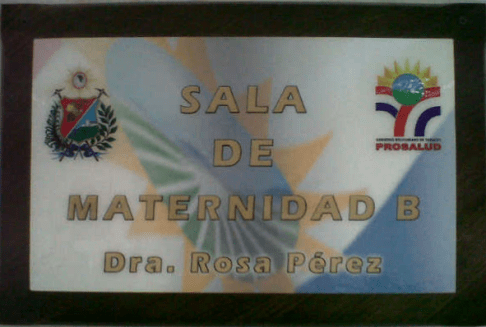 SALA
DE
MATERNIDAD B
Dra. Rosa Pérez
PROSALUD